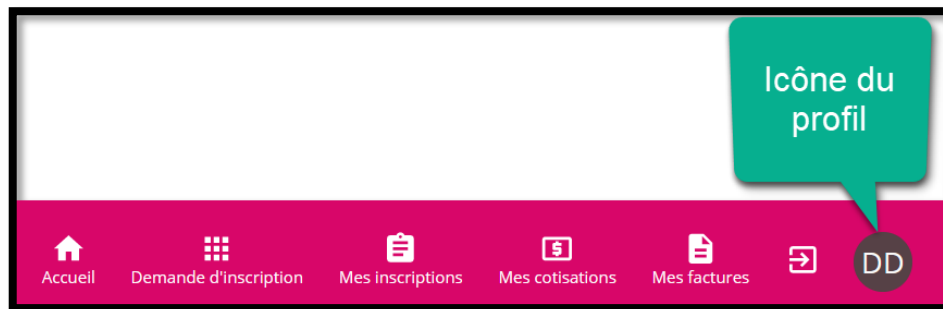 Icône du
profil
Accueil
Demande d'inscription
Mes inscriptions
Mes cotisations
Mes factures
DD